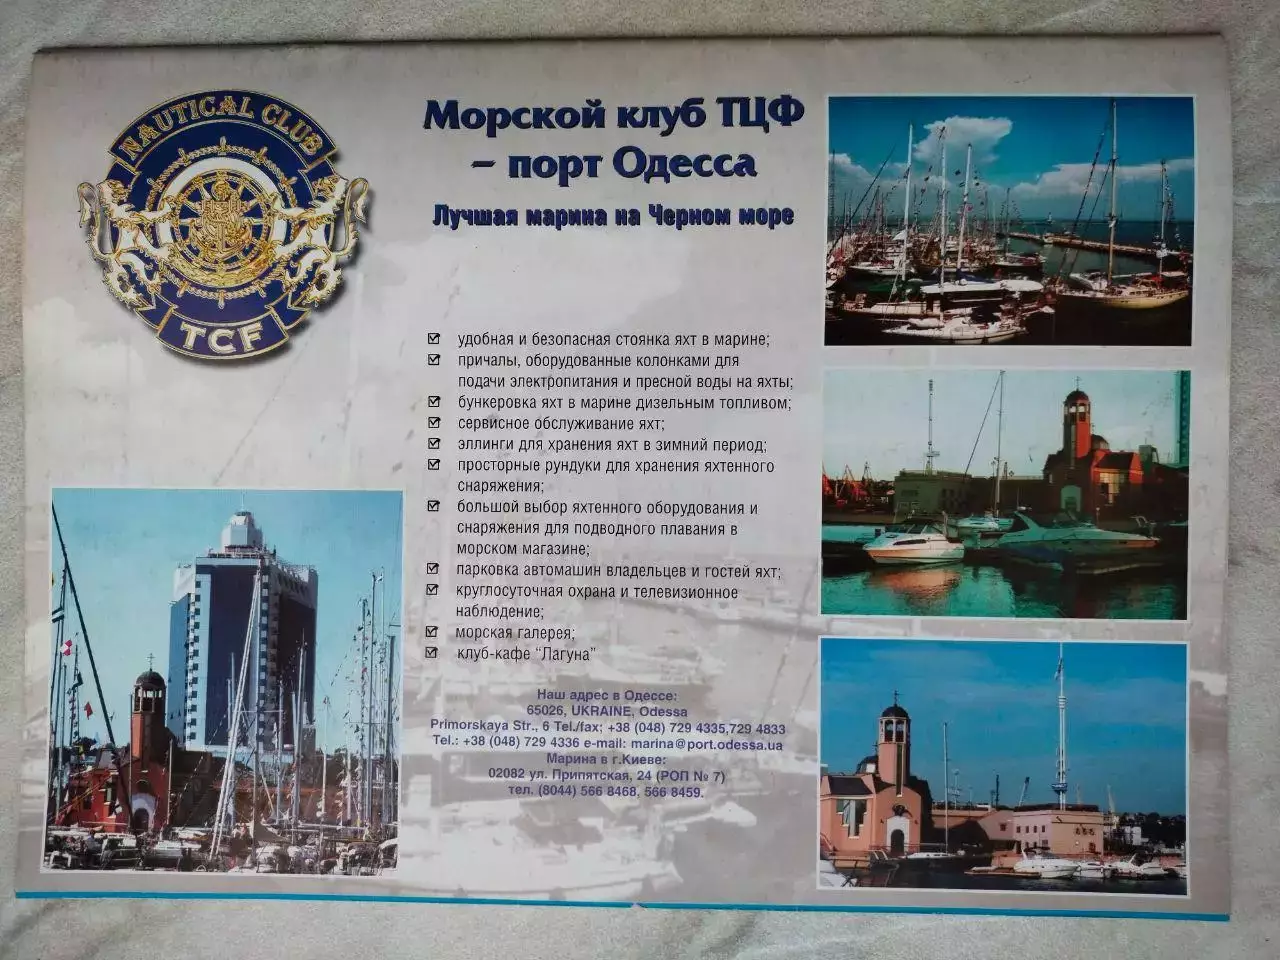 NAUTICAL CLUB
TCF
Морской клуб ТЦФ
– порт Одесса
Лучшая марина на Черном море
удобная и безопасная стоянка яхт в марине;
причалы, оборудованные колонками для
подачи электропитания и пресной воды на яхты;
бункеровка яхт в марине дизельным топливом;
сервисное обслуживание яхт;
эллинги для хранения яхт в зимний период;
просторные рундуки для хранения яхтенного
снаряжения;
большой выбор яхтенного оборудования и
снаряжения для подводного плавания в
морском магазине;
парковка автомашин владельцев и гостей яхт;
круглосуточная охрана и телевизионное
наблюдение;
морская галерея;
клуб-кафе "Лагуна"
Наш адрес в Одессе:
65026, UKRAINE, Odessa
Primorskaya Str., 6 Tel./fax; +38 (048) 729 4335,729 4833
Tel.: +38 (048) 729 4336 e-mail: marina@port.odessa.ua
Марина в г.Киеве:
02082 ул. Припятская, 24 (РОП № 7)
тел. (8044) 566 8468, 566 8459.